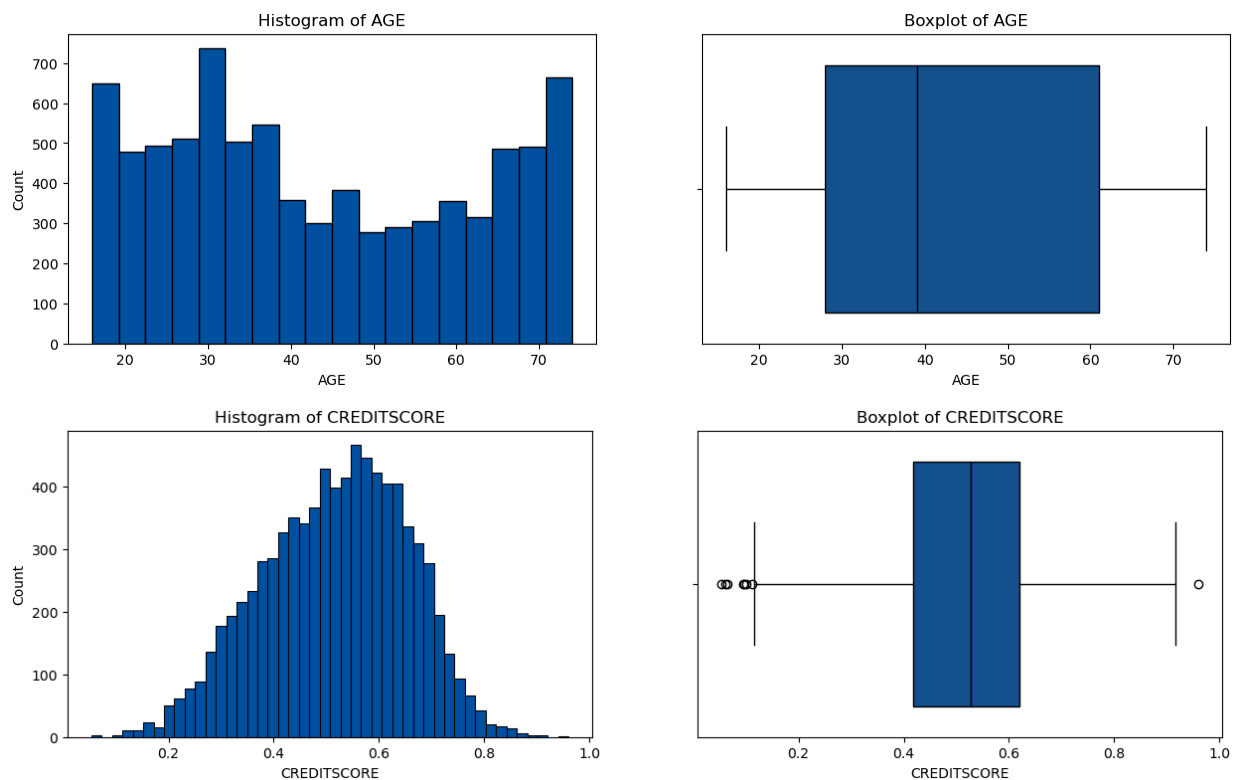 Histogram of AGE
700
600
500
400
300
200
100
0
Count
20 30 40 50 60 70
AGE
Boxplot of AGE
20 30 40 50 60 70
AGE
Histogram of CREDITSCORE
400
300
200
100
0
Count
0.2 0.4 0.6 0.8 1.0
CREDITSCORE
Boxplot of CREDITSCORE
0.2 0.4 0.6 0.8 1.0
CREDITSCORE